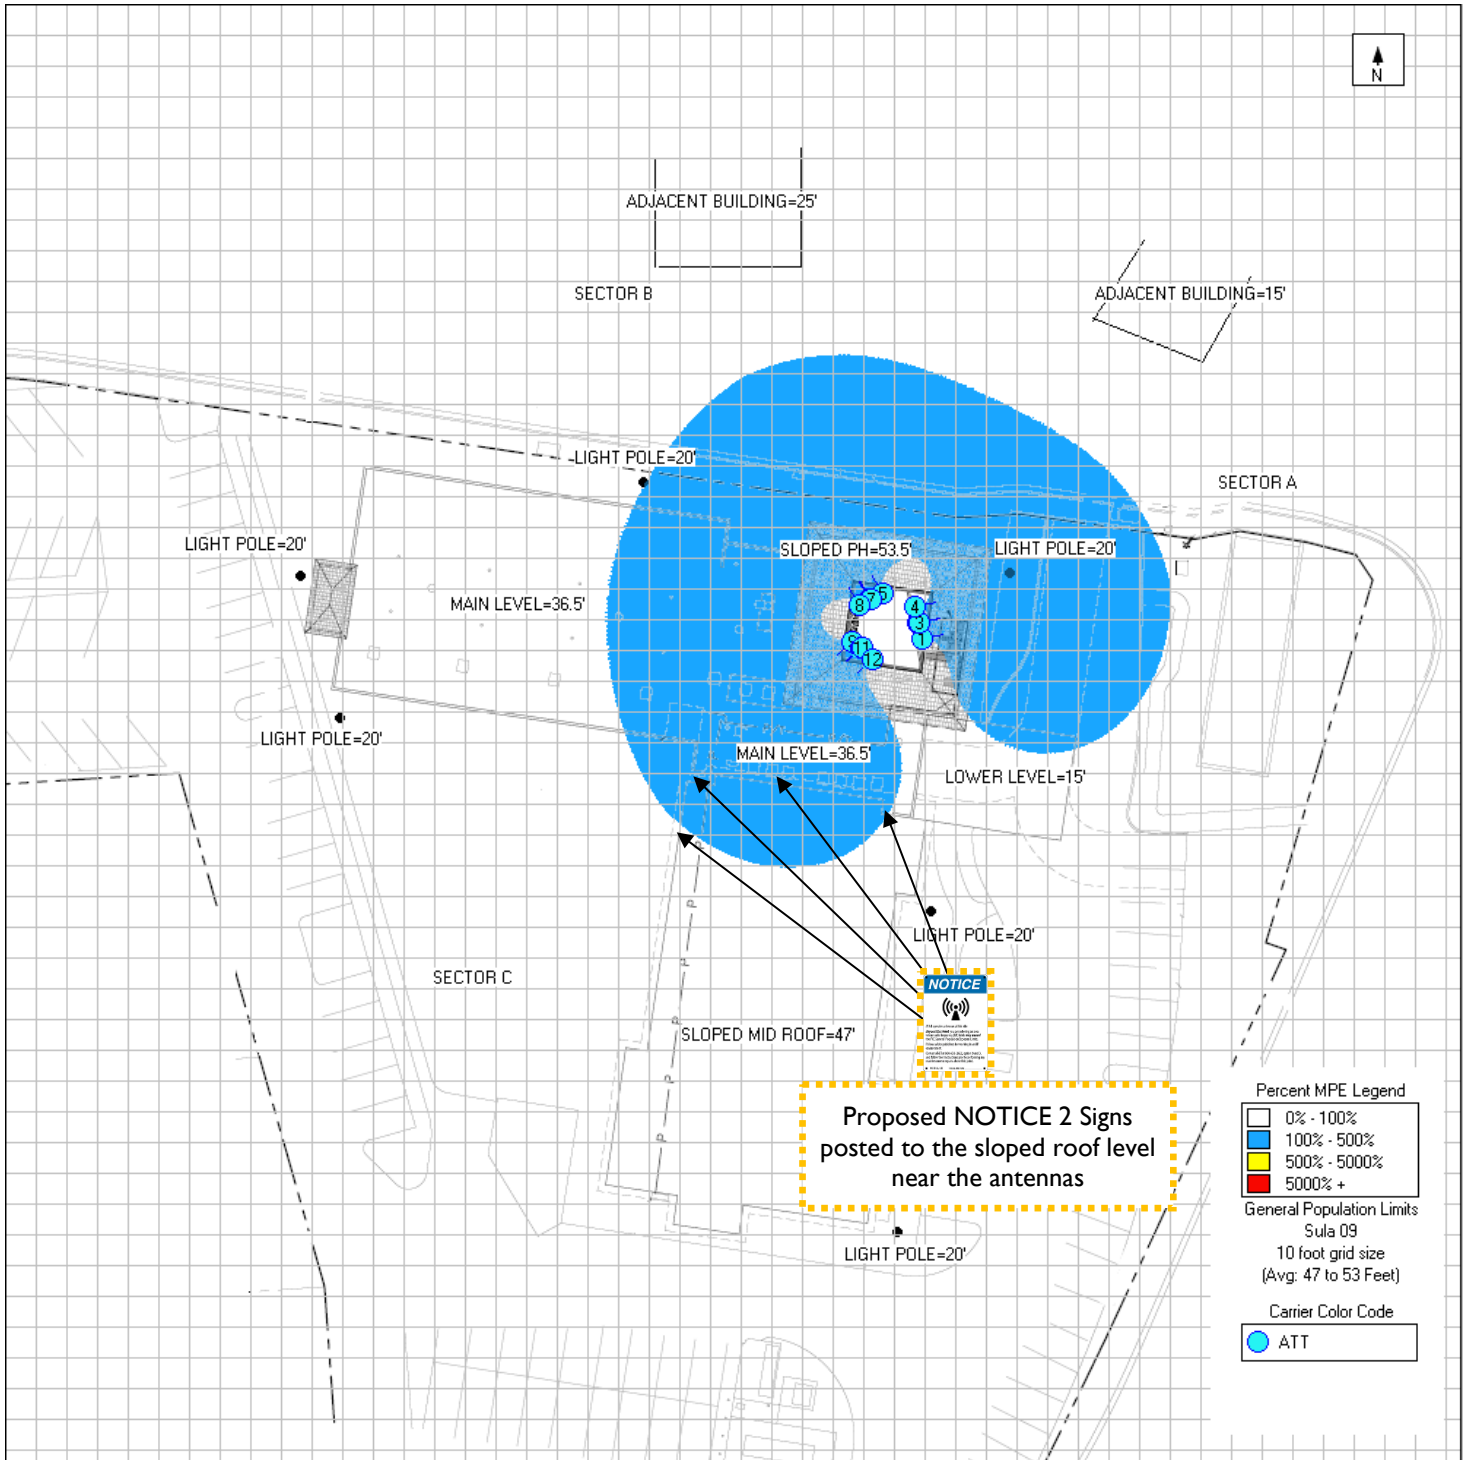 N
ADJACENT BUILDING=25'
SECTOR B
ADJACENT BUILDING=15'
LIGHT POLE=20'
SECTOR A
LIGHT POLE=20'
SLOPED PH=53.5'
LIGHT POLE=20'
MAIN LEVEL=36.5'
5
7
8
4
3
1
11
12
LIGHT POLE=20'
MAIN LEVEL=36.5'
LOWER LEVEL=15'
P
P
P
P
P
P
LIGHT POLE=20'
SECTOR C
NOTICE
SLOPED MID ROOF=47'
Proposed NOTICE 2 Signs
posted to the sloped roof level
near the antennas
LIGHT POLE=20'
Percent MPE Legend
0% - 100%
100% - 500%
500% - 5000%
5000% +
General Population Limits
Sula 09
10 foot grid size
(Avg: 47 to 53 Feet)
Carrier Color Code
ATT